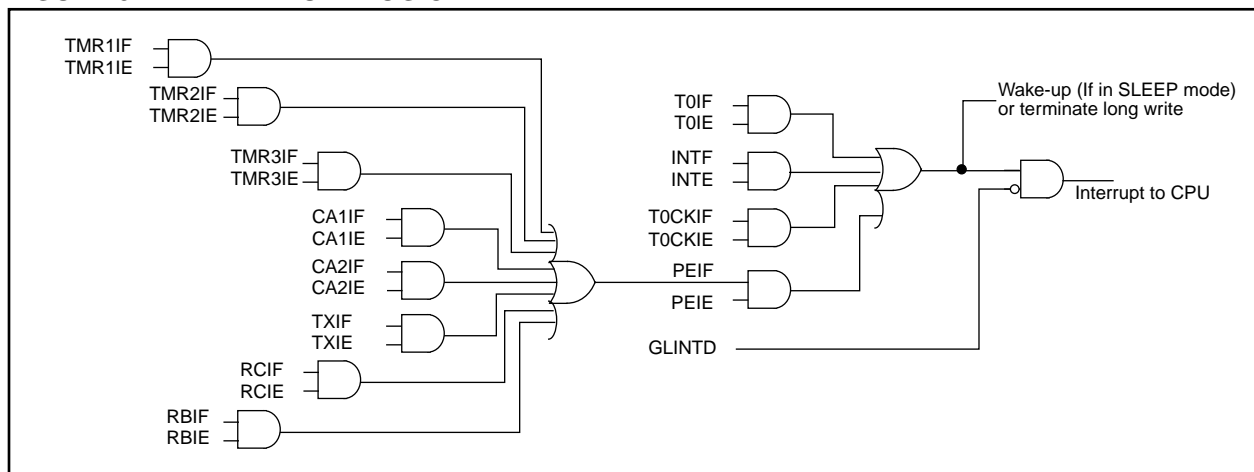 TMR1IF
TMR1IE
TMR2IF
TMR2IE
TMR3IF
TMR3IE
CA1IF
CA1IE
CA2IF
CA2IE
TXIF
TXIE
RCIF
RCIE
RBIF
RBIE
T0IF
T0IE
INTF
INTE
T0CKIF
T0CKIE
PEIF
PEIE
GLINTD
Wake-up (If in SLEEP mode)
or terminate long write
Interrupt to CPU